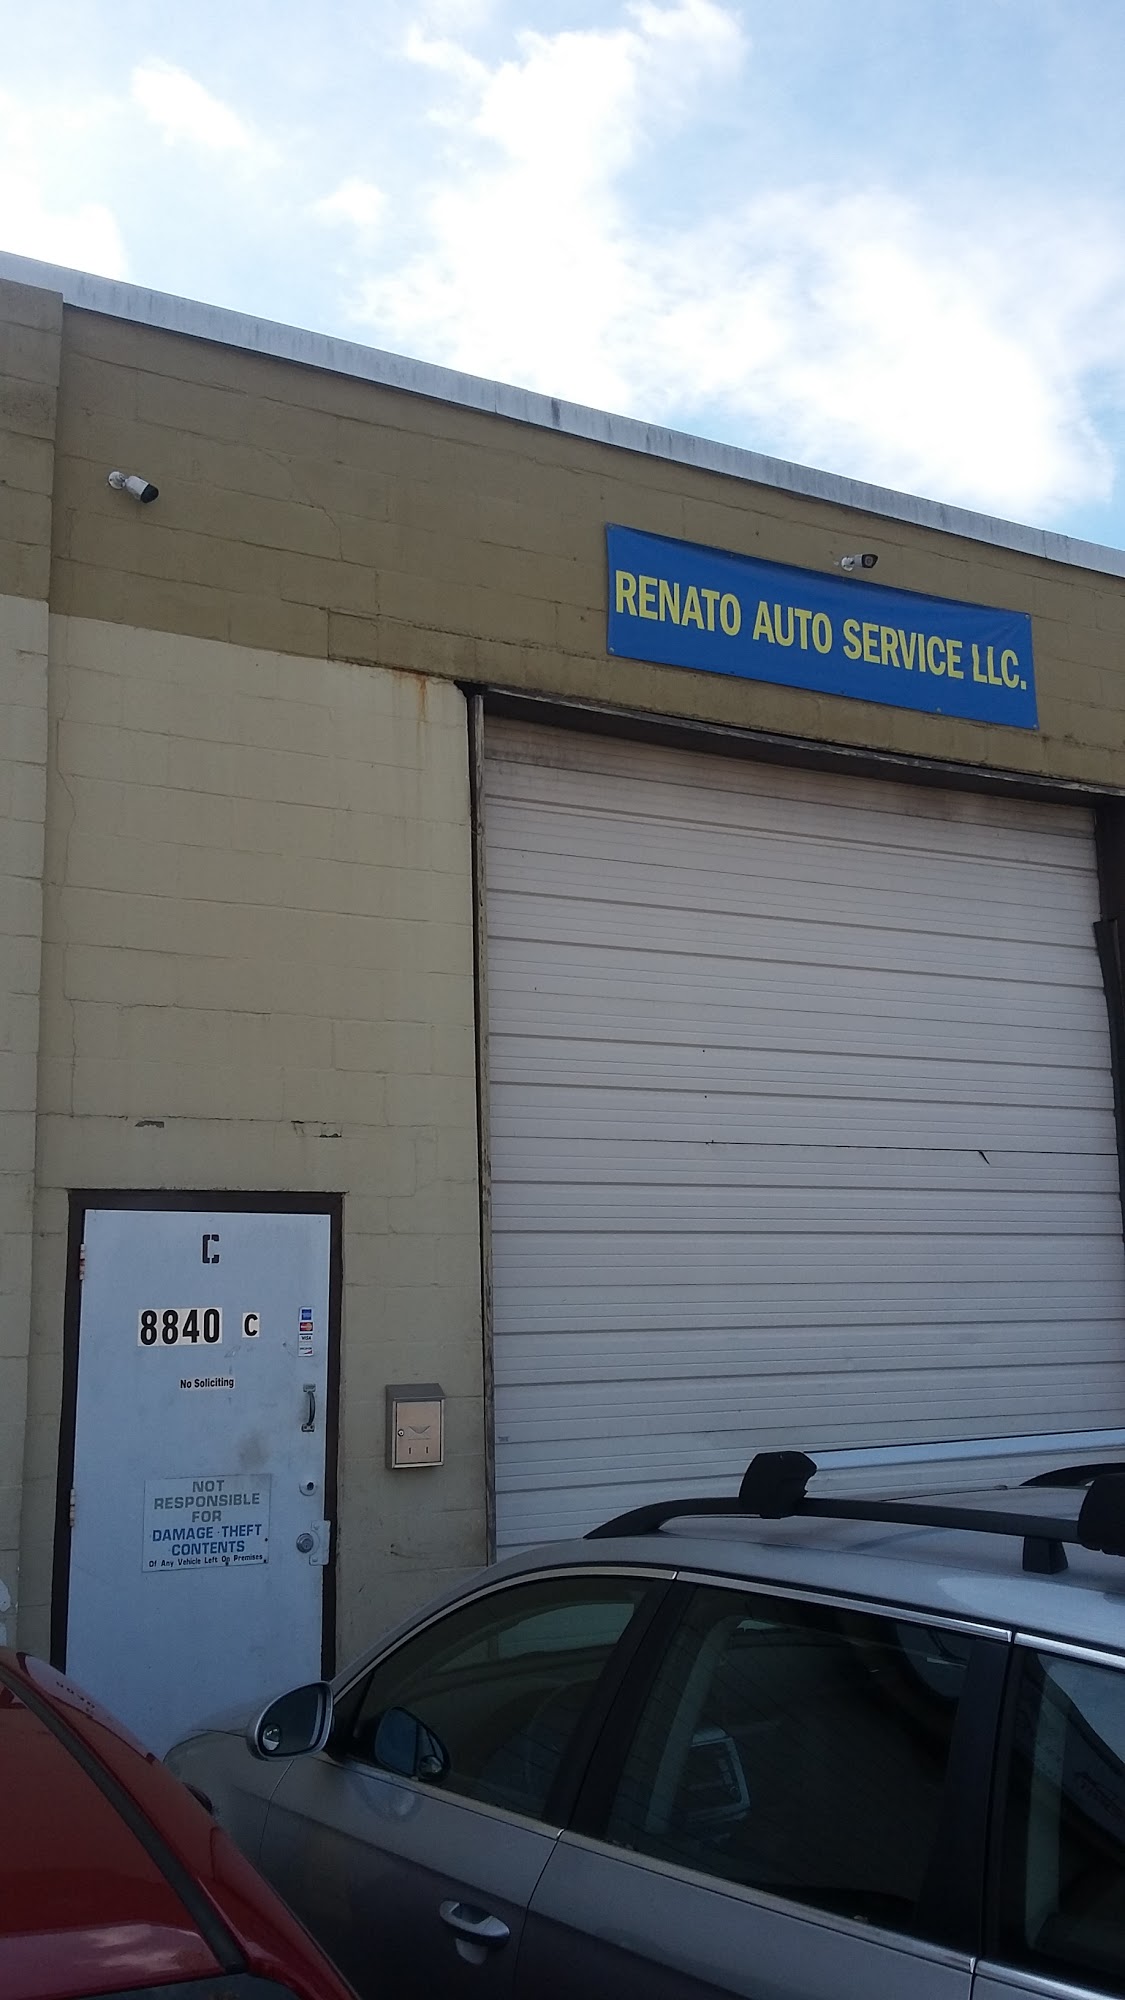 RENATO AUTO SERVICE LLC.
C
8840 C
VISA
No Soliciting
NOT
RESPONSIBLE
FOR
DAMAGE · THEFT
CONTENTS
Of Any Vehicle Left On Premises